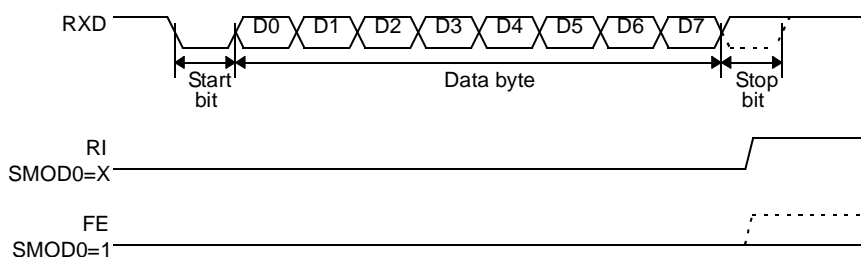 RXD D0 D1 D2 D3 D4 D5 D6 D7
Start bit Data byte Stop bit
RI
SMOD0=X
FE
SMOD0=1